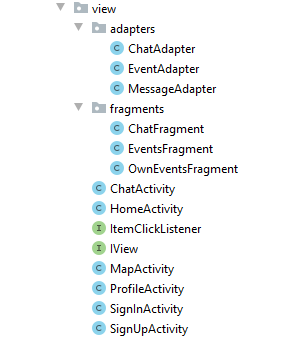 view
adapters
C ChatAdapter
C EventAdapter
C MessageAdapter
fragments
C ChatFragment
C EventsFragment
C OwnEventsFragment
C ChatActivity
C HomeActivity
I ItemClickListener
I IView
C MapActivity
C ProfileActivity
C SignInActivity
C SignUpActivity